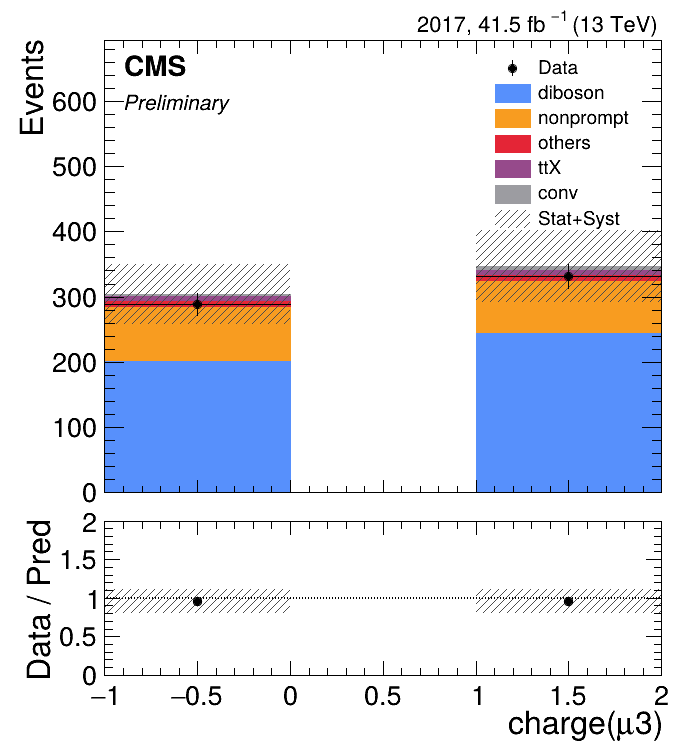 2017, 41.5 fb⁻¹ (13 TeV)
CMS
Preliminary
Events
600
500
400
300
200
100
0
Data
diboson
nonprompt
others
ttX
conv
Stat+Syst
Data / Pred
2
1.5
1
0.5
0
−1 −0.5 0 0.5 1 1.5 2
charge(μ3)